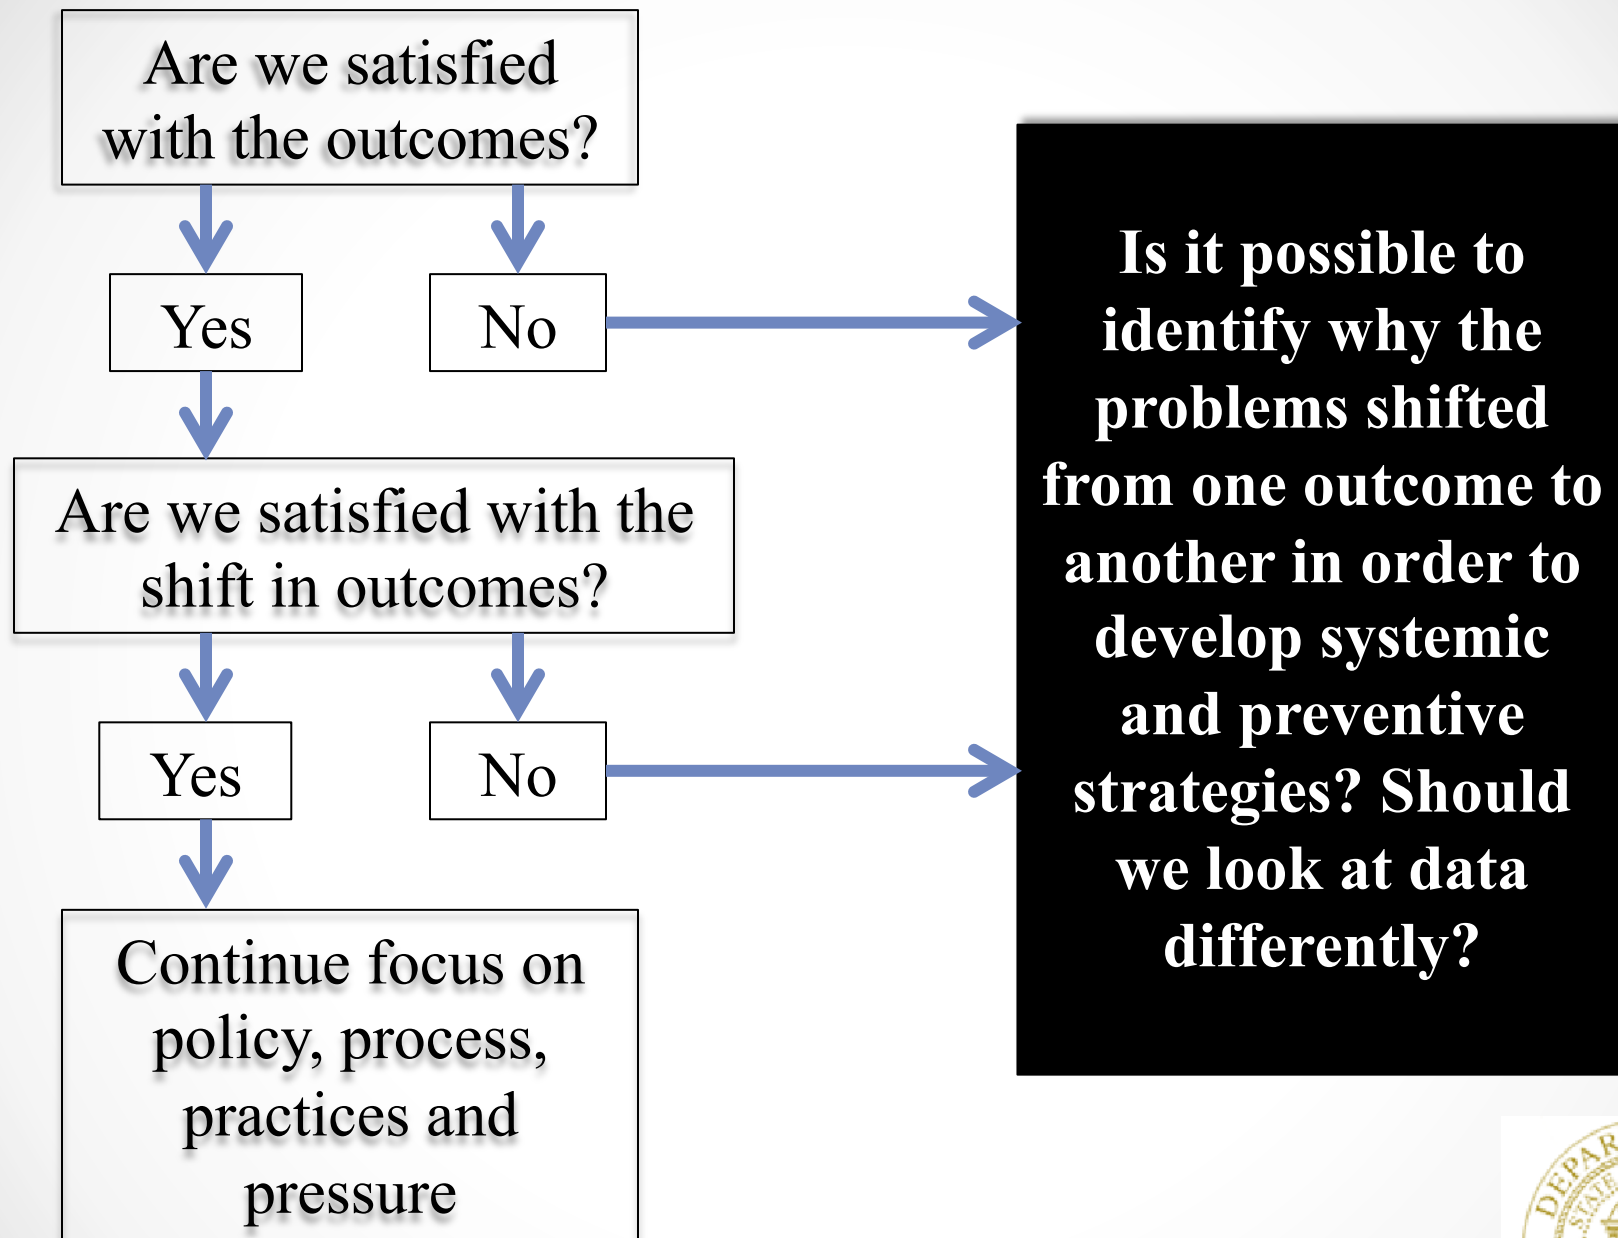 Are we satisfied
with the outcomes?
Yes
No
Are we satisfied with the
shift in outcomes?
Yes
No
Continue focus on
policy, process,
practices and
pressure
Is it possible to
identify why the
problems shifted
from one outcome to
another in order to
develop systemic
and preventive
strategies? Should
we look at data
differently?